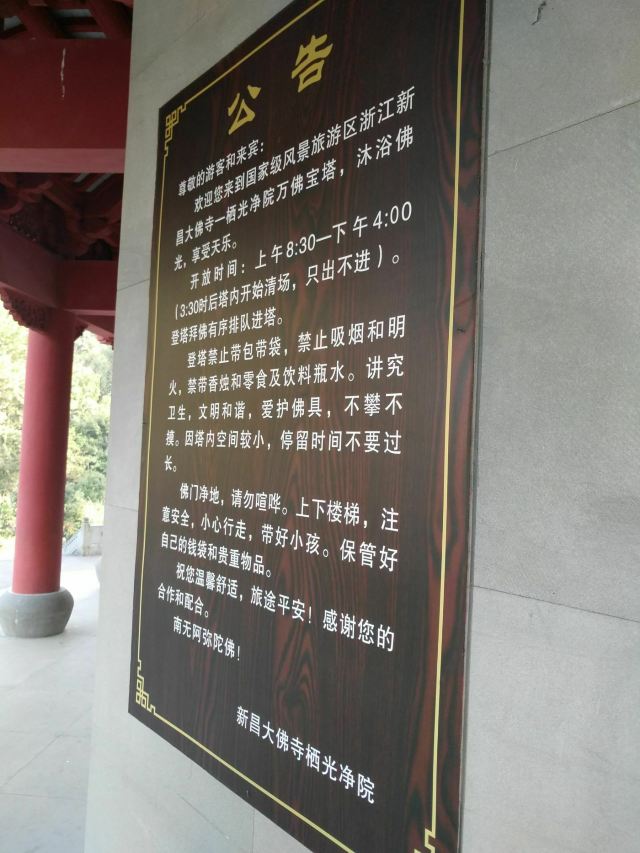 公告
尊敬的游客和来宾:
欢迎您来到国家级风景旅游区浙江新
昌大佛寺—栖光净院万佛宝塔，沐浴佛
光，享受天乐。
开放时间：上午8:30—下午4:00
(3:30时后塔内开始清场，只出不进)。
登塔拜佛有序排队进塔。
登塔禁止带包带袋，禁止吸烟和明
火，禁带香烛和零食及饮料瓶水。讲究
卫生，文明和谐，爱护佛具，不攀不
摸。因塔内空间较小，停留时间不要过
长。
佛门净地，请勿喧哗。上下楼梯，注
意安全，小心行走，带好小孩。保管好
自己的钱袋和贵重物品。
祝您温馨舒适，旅途平安！感谢您的
合作和配合。
南无阿弥陀佛！
新昌大佛寺栖光净院